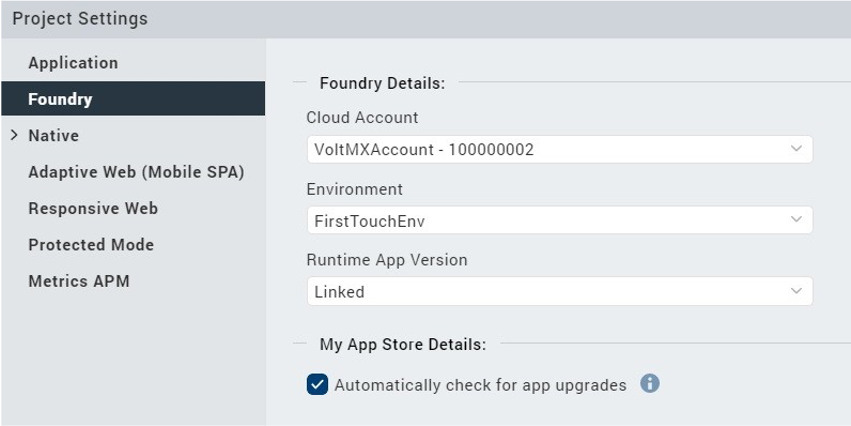 Project Settings
Application
Foundry
Native
Adaptive Web (Mobile SPA)
Responsive Web
Protected Mode
Metrics APM
Foundry Details:
Cloud Account
VoltMXAccount - 100000002
Environment
FirstTouchEnv
Runtime App Version
Linked
My App Store Details:
Automatically check for app upgrades